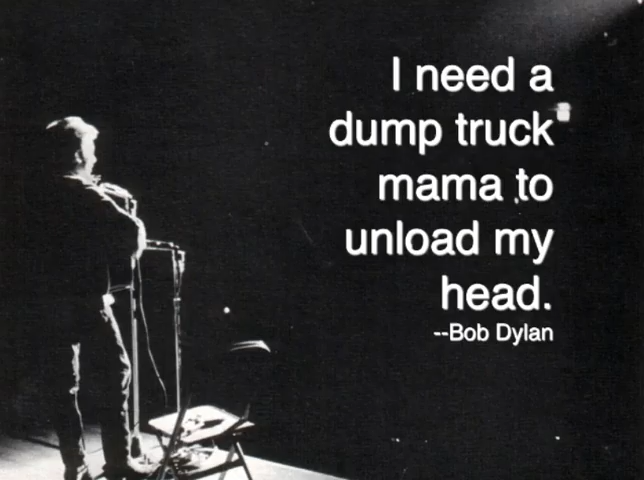 I need a
dump truck
mama to
unload my
head.
--Bob Dylan